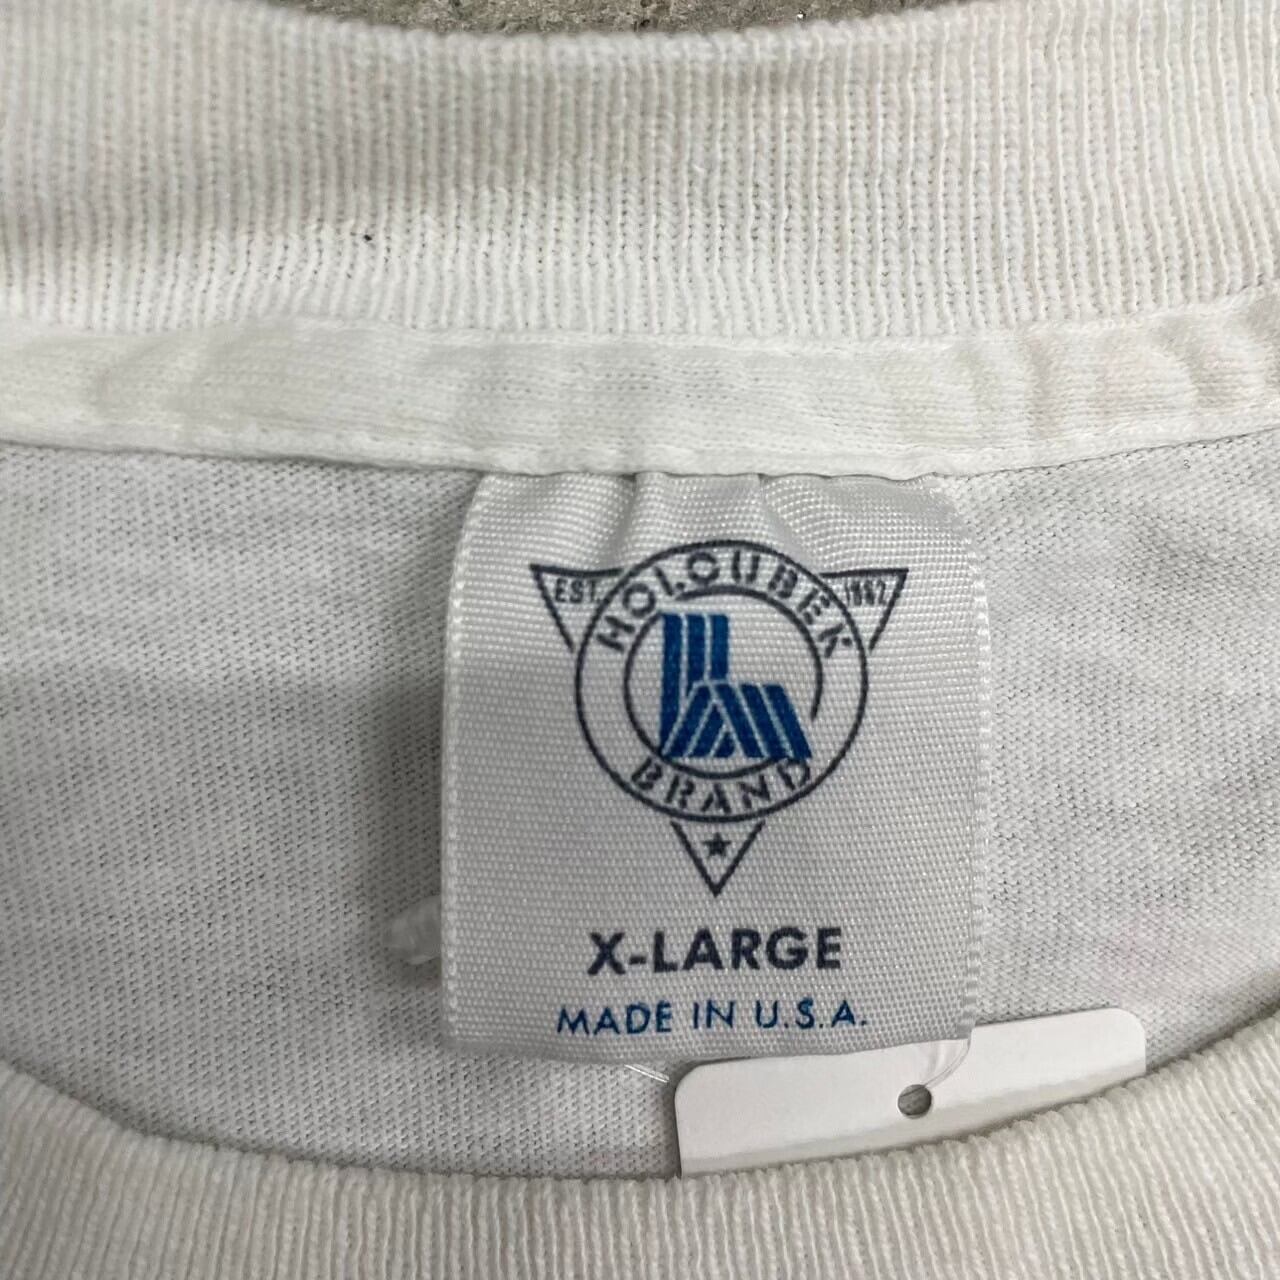 EST. 1962
HOLOUBEK
BRAND
X-LARGE
MADE IN U.S.A.